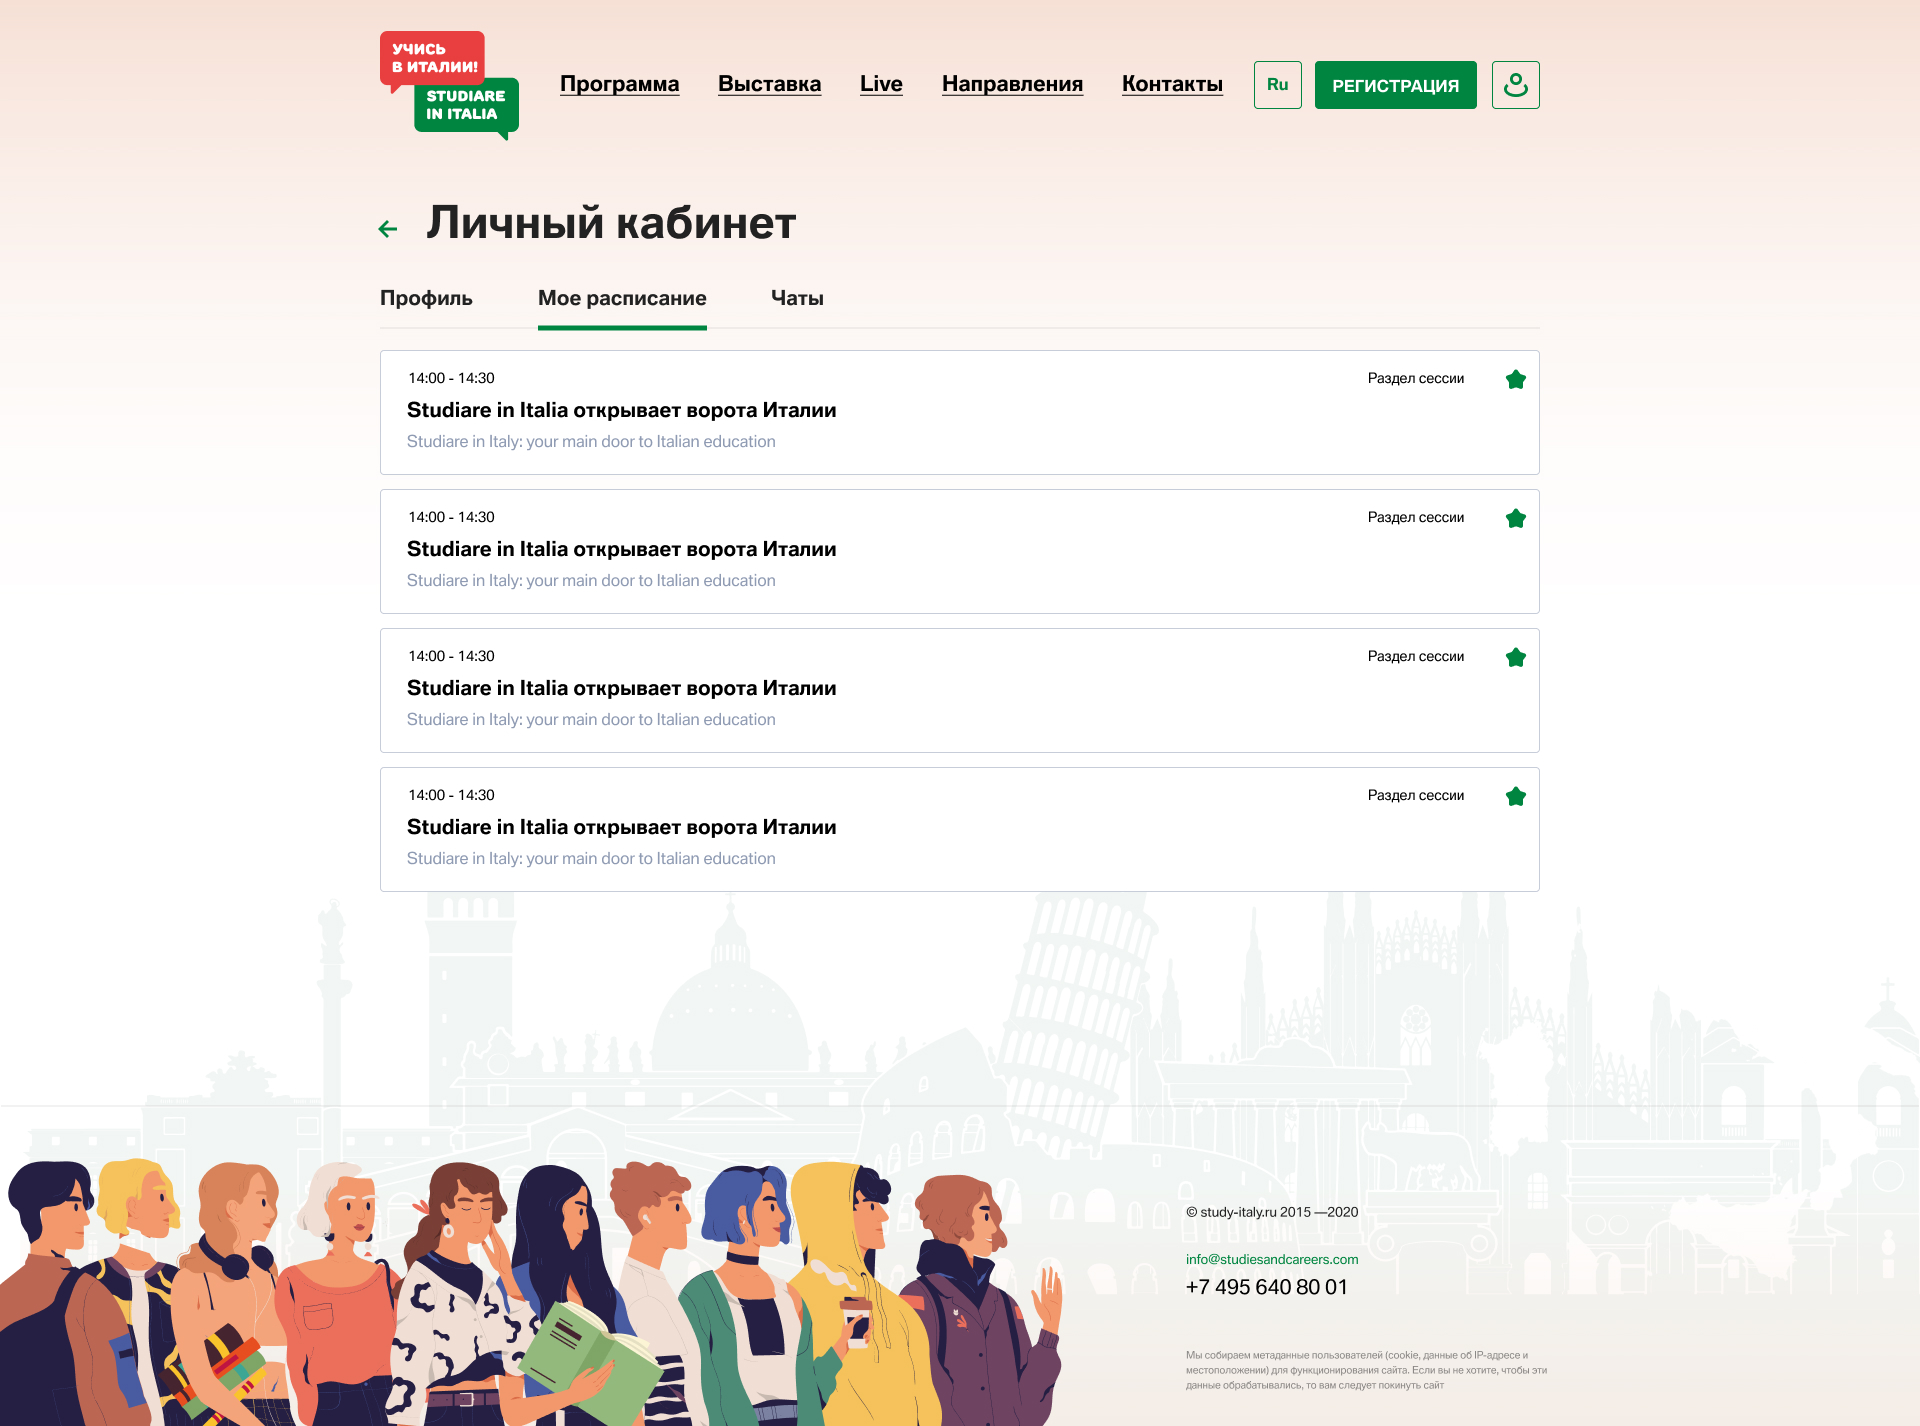 УЧИСЬ
В ИТАЛИИ!
STUDIARE
IN ITALIA
Программа
Выставка
Live
Направления
Контакты
Ru
РЕГИСТРАЦИЯ
Личный кабинет
Профиль
Мое расписание
Чаты
14:00 - 14:30
Раздел сессии
Studiare in Italia открывает ворота Италии
Studiare in Italy: your main door to Italian education
14:00 - 14:30
Раздел сессии
Studiare in Italia открывает ворота Италии
Studiare in Italy: your main door to Italian education
14:00 - 14:30
Раздел сессии
Studiare in Italia открывает ворота Италии
Studiare in Italy: your main door to Italian education
14:00 - 14:30
Раздел сессии
Studiare in Italia открывает ворота Италии
Studiare in Italy: your main door to Italian education
© study-italy.ru 2015 —2020
info@studiesandcareers.com
+7 495 640 80 01
Мы собираем метаданные пользователей (cookie, данные об IP-адресе и
местоположении) для функционирования сайта. Если вы не хотите, чтобы эти
данные обрабатывались, то вам следует покинуть сайт